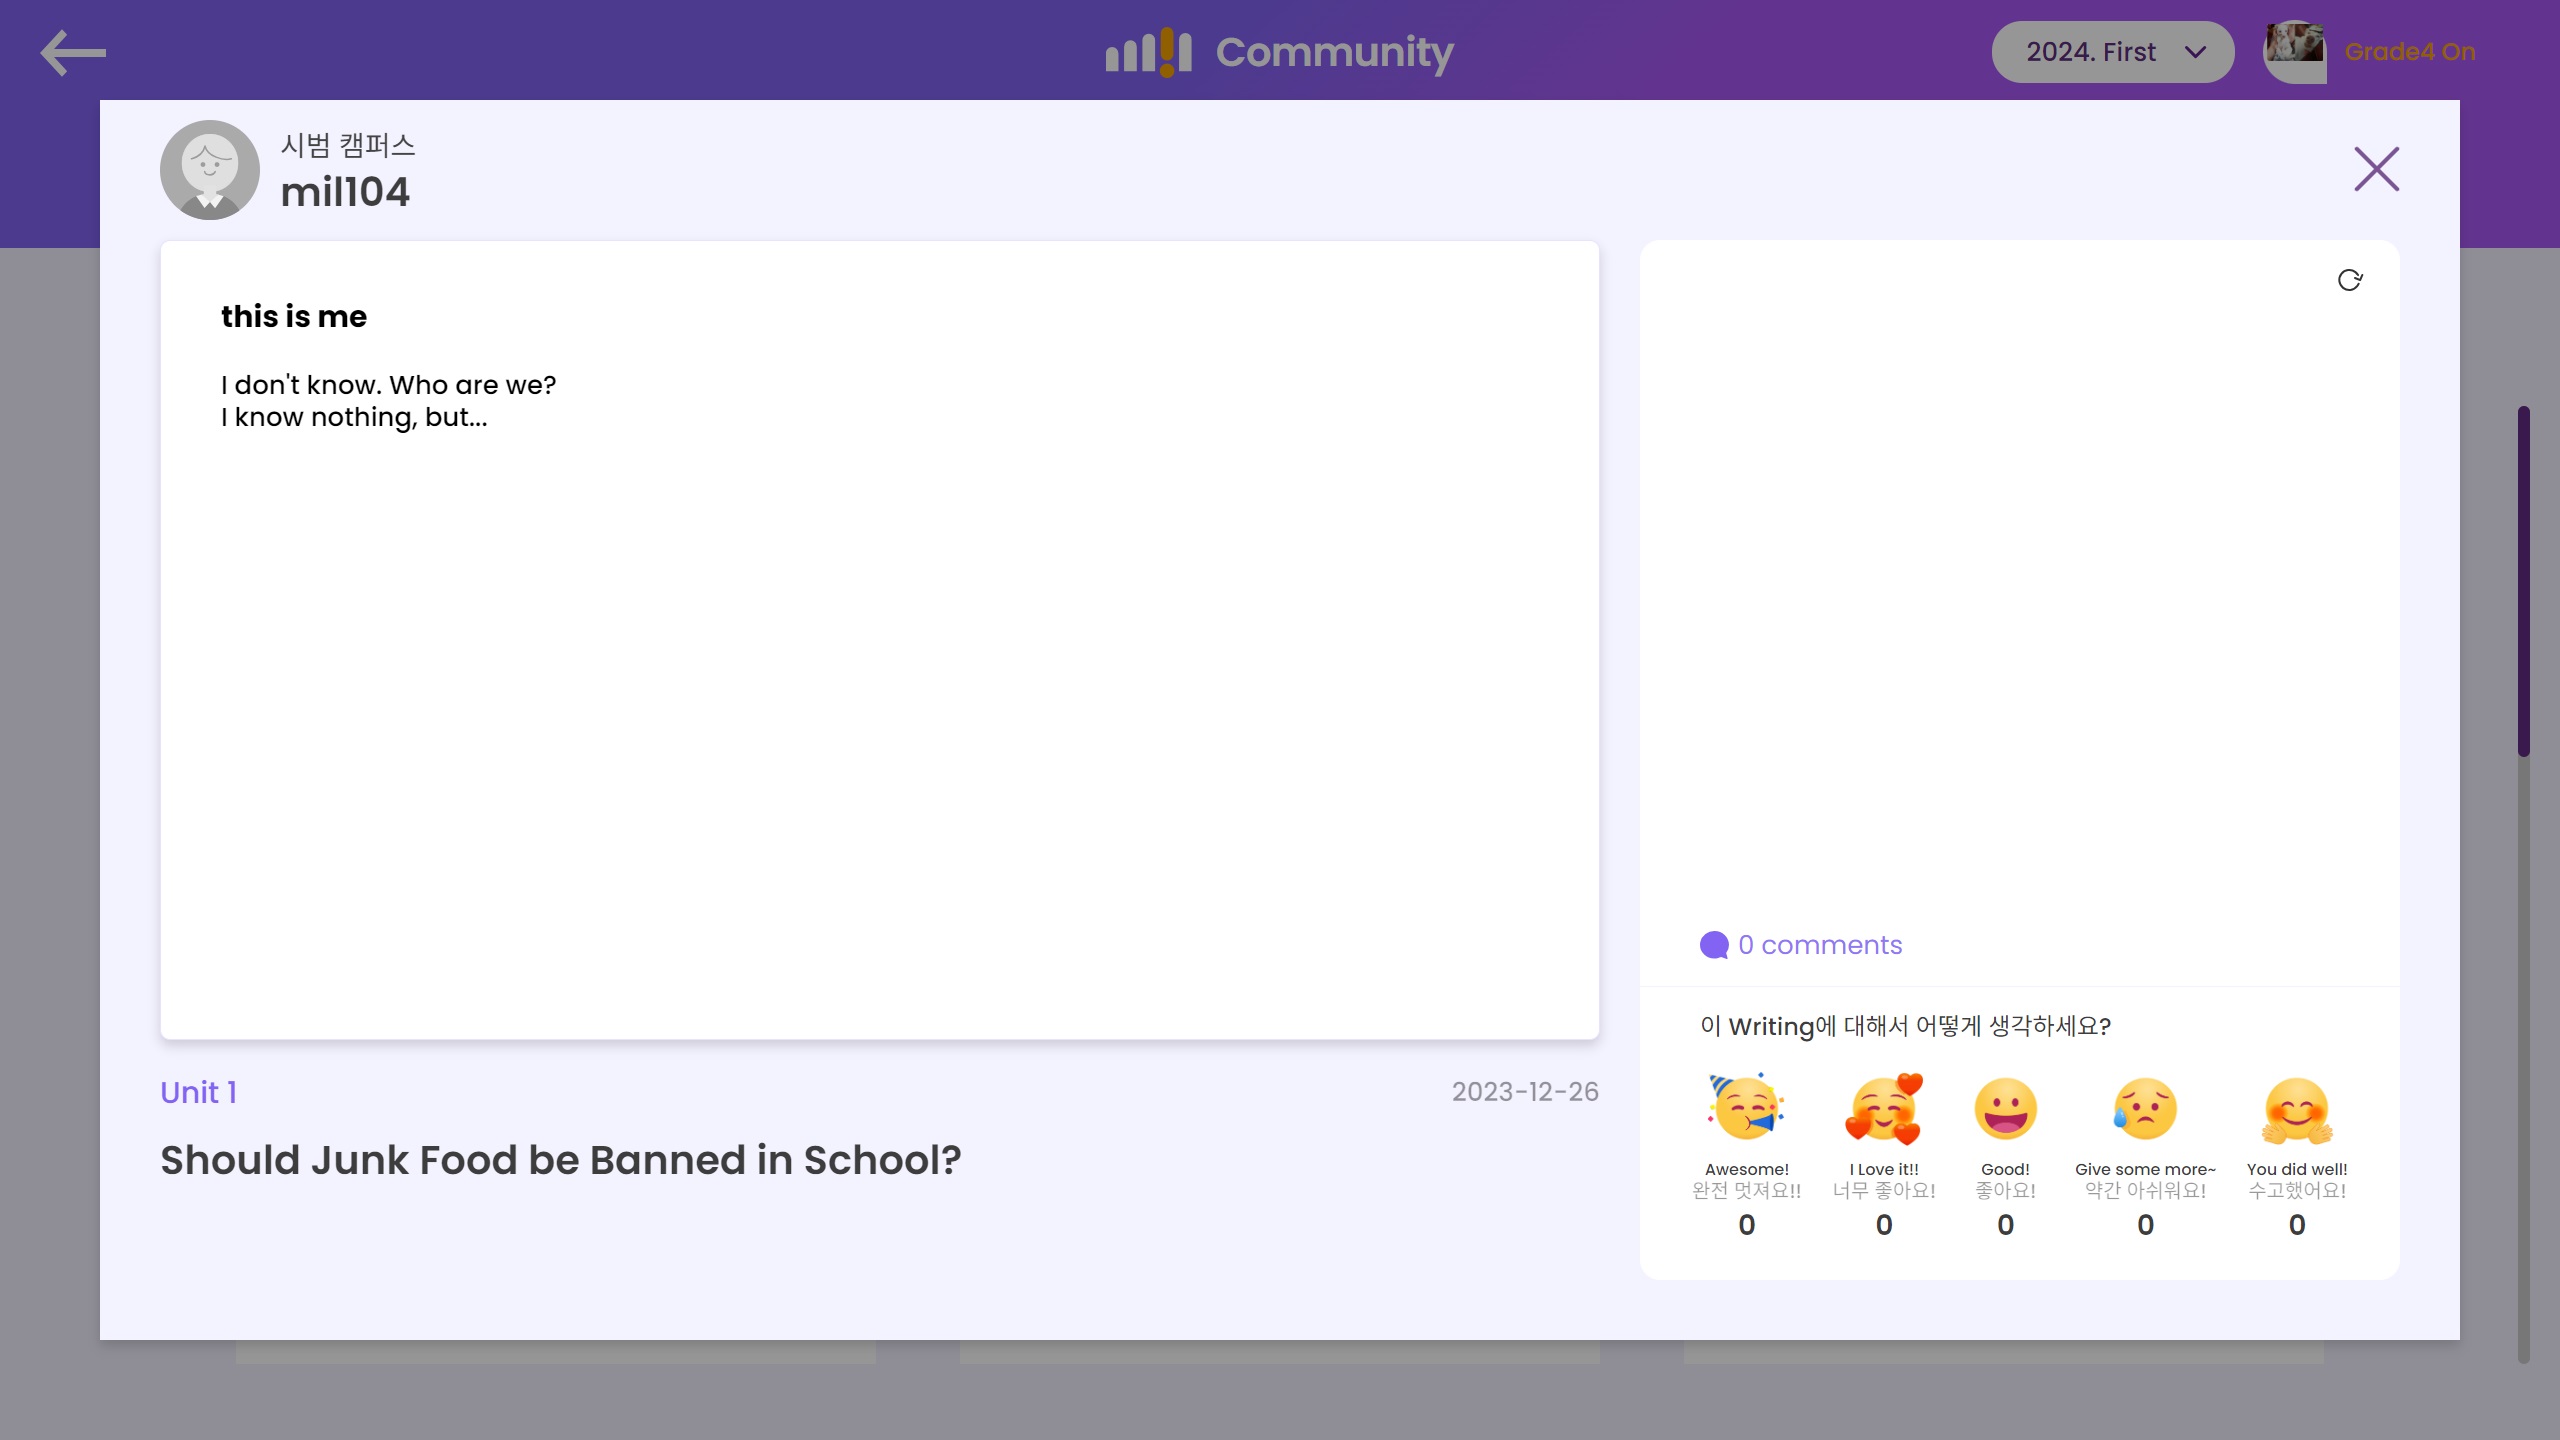 Community
2024. First
Grade4 On
시범 캠퍼스
mil104
this is me
I don't know. Who are we?
I know nothing, but...
Unit 1
2023-12-26
Should Junk Food be Banned in School?
0 comments
이 Writing에 대해서 어떻게 생각하세요?
Awesome!
완전 멋져요!!
0
I Love it!!
너무 좋아요!
0
Good!
좋아요!
0
Give some more~
약간 아쉬워요!
0
You did well!
수고했어요!
0